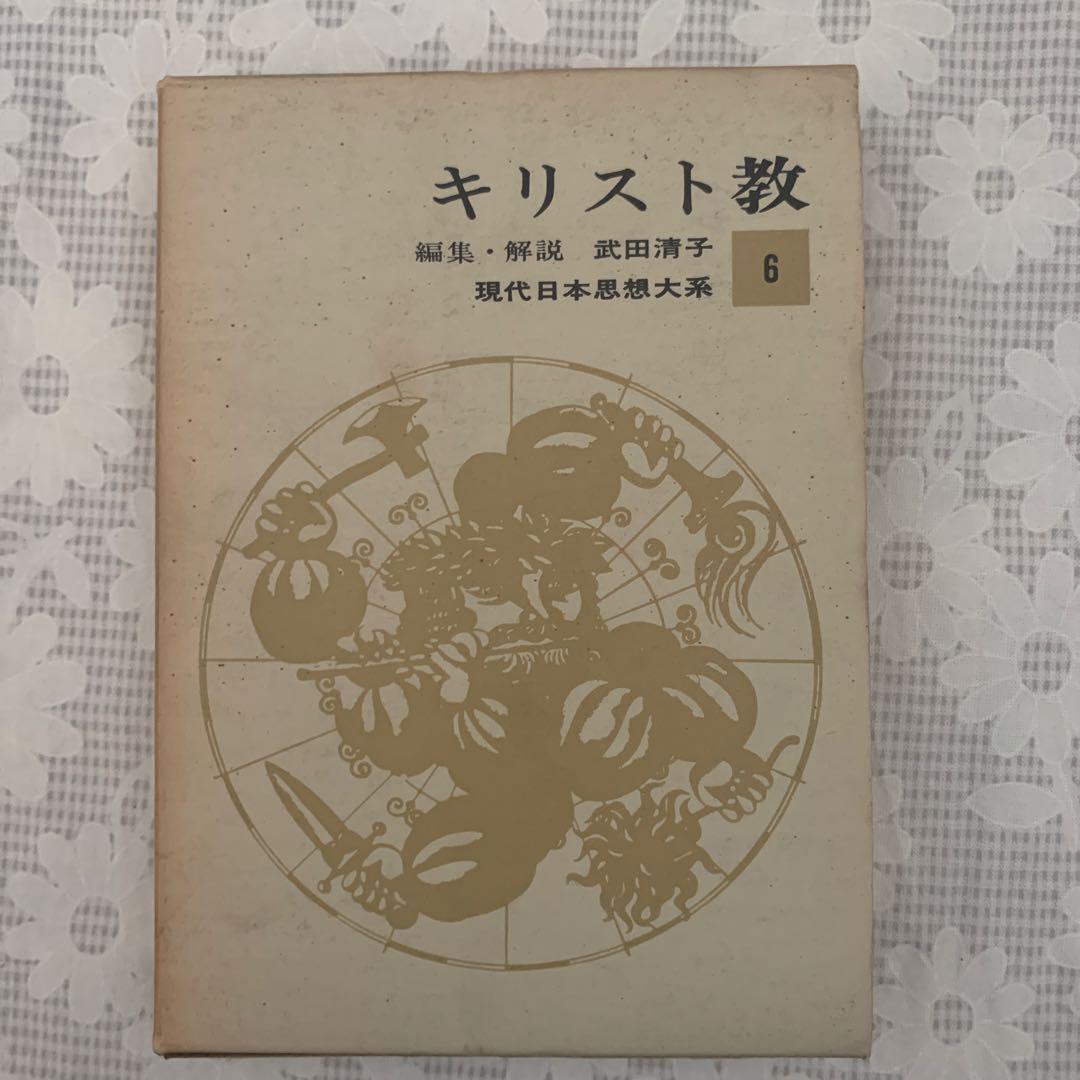 キリスト教
編集・解説 武田清子
現代日本思想大系
6